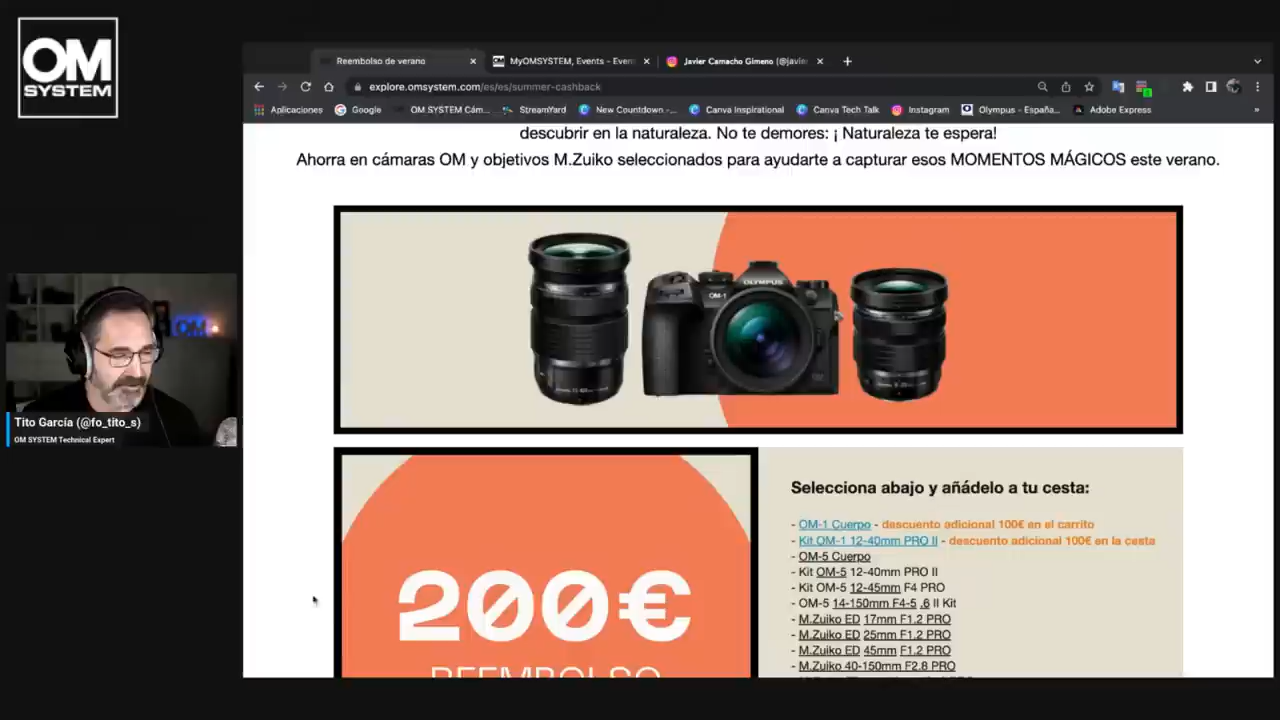 OM
SYSTEM
Reembolso de verano
MyOMSYSTEM, Events - Even
Javier Camacho Gimeno (@javie
explore.omsystem.com/es/es/summer-cashback
Aplicaciones
Google
OM SYSTEM Cám...
StreamYard
New Countdown -...
Canva Inspirational
Canva Tech Talk
Instagram
Olympus - España...
Adobe Express
»
descubrir en la naturaleza. No te demores: ¡ Naturaleza te espera!
Ahorra en cámaras OM y objetivos M.Zuiko seleccionados para ayudarte a capturar esos MOMENTOS MÁGICOS este verano.
OLYMPUS
OM-1
OM
Tito García (@fo_tito_s)
OM SYSTEM Technical Expert
200€
REEMBOLSO
Selecciona abajo y añádelo a tu cesta:
- OM-1 Cuerpo - descuento adicional 100€ en el carrito
- Kit OM-1 12-40mm PRO II - descuento adicional 100€ en la cesta
- OM-5 Cuerpo
- Kit OM-5 12-40mm PRO II
- Kit OM-5 12-45mm F4 PRO
- OM-5 14-150mm F4-5 .6 II Kit
- M.Zuiko ED 17mm F1.2 PRO
- M.Zuiko ED 25mm F1.2 PRO
- M.Zuiko ED 45mm F1.2 PRO
- M.Zuiko 40-150mm F2.8 PRO